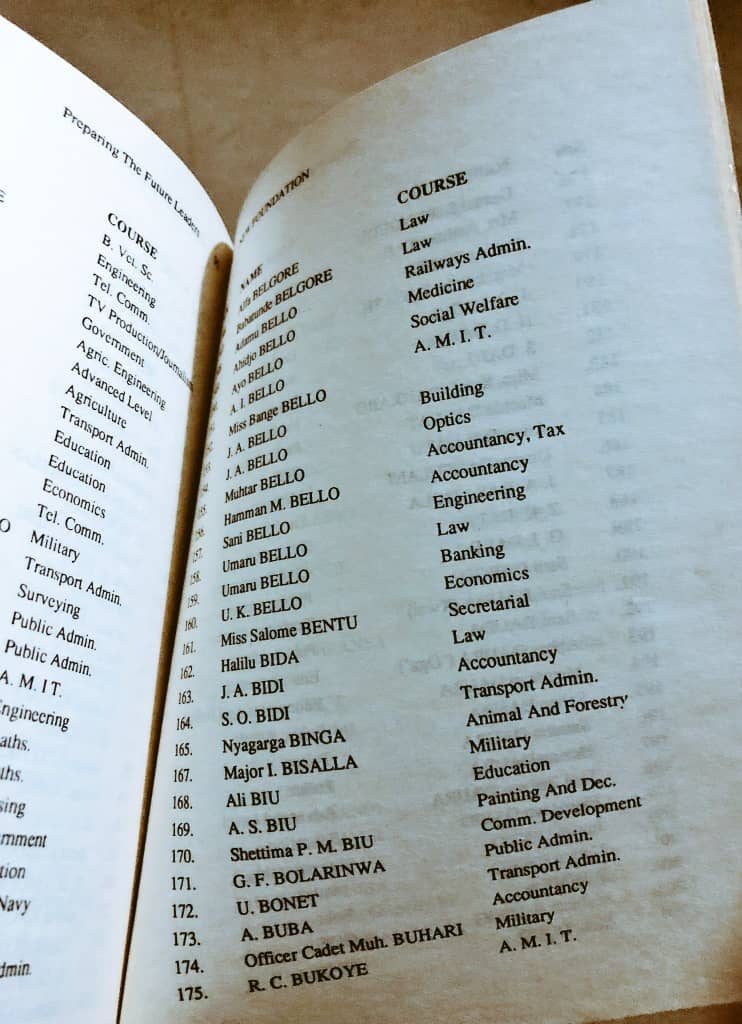 Preparing The Future Leaders
COURSE
B. Vet. Sc.
Engineering
Tel. Comm.
TV Production/Journalism
Government
Agric. Engineering
Advanced Level
Agriculture
Transport Admin.
Education
Education
Economics
Tel. Comm.
Military
Transport Admin.
Surveying
Public Admin.
Public Admin.
A. M. I T.
Engineering
Navy
NEW FOUNDATION
NAME COURSE
Alfa BELGORE Law
Babatunde BELGORE Law
Adamu BELLO Railways Admin.
Ahidjo BELLO Medicine
Ayo BELLO Social Welfare
A. I. BELLO A. M. I. T.
Miss Bange BELLO
J. A. BELLO Building
J. A. BELLO Optics
Muhtar BELLO Accountancy, Tax
Hamman M. BELLO Accountancy
157. Sani BELLO Engineering
158. Umaru BELLO Law
159. Umaru BELLO Banking
160. U. K. BELLO Economics
161. Miss Salome BENTU Secretarial
162. Halilu BIDA Law
163. J. A. BIDI Accountancy
164. S. O. BIDI Transport Admin.
165. Nyagarga BINGA Animal And Forestry
167. Major I. BISALLA Military
168. Ali BIU Education
169. A. S. BIU Painting And Dec.
170. Shettima P. M. BIU Comm. Development
171. G. F. BOLARINWA Public Admin.
172. U. BONET Transport Admin.
173. A. BUBA Accountancy
174. Officer Cadet Muh. BUHARI Military
175. R. C. BUKOYE A. M. I. T.